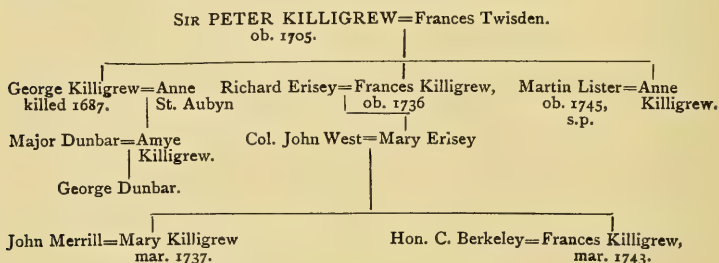 SIR PETER KILLIGREW=Frances Twisden.
ob. 1705.
George Killigrew=Anne St. Aubyn
killed 1687.
Richard Erisey=Frances Killigrew,
ob. 1736
Martin Lister=Anne Killigrew.
ob. 1745,
s.p.
Major Dunbar=Amye Killigrew.
Col. John West=Mary Erisey
George Dunbar.
John Merrill=Mary Killigrew
mar. 1737.
Hon. C. Berkeley=Frances Killigrew,
mar. 1743.